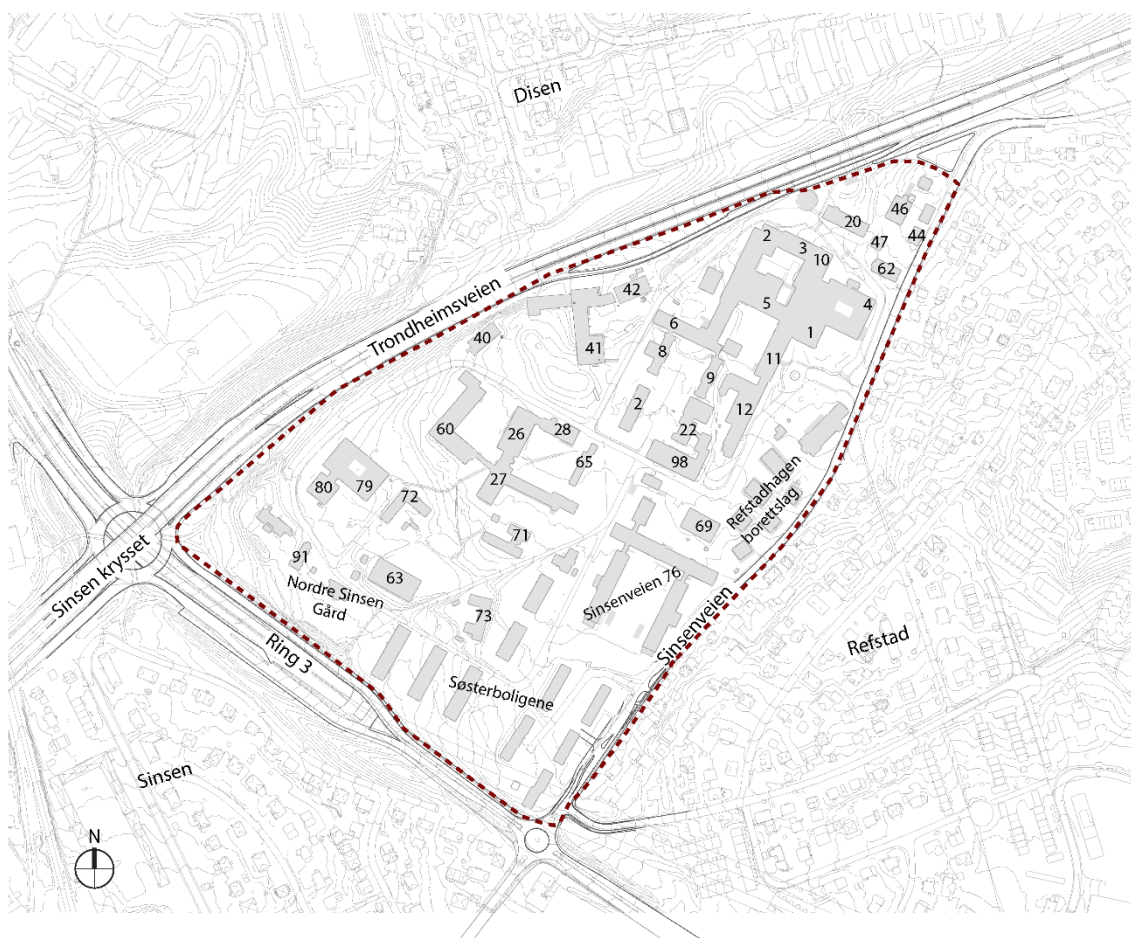 Disen
46
20
44
2
3
47
10
62
42
5
4
Trondheimsveien
6
1
40
41
8
11
9
2
12
60
28
26
22
65
98
27
80
79
72
Refstadhagen
borettslag
69
71
Sinsen krysset
91
63
Nordre Sinsen
Gård
Sinsenveien 76
73
Sinsenveien
Refstad
Ring 3
Søsterboligene
Sinsen
N